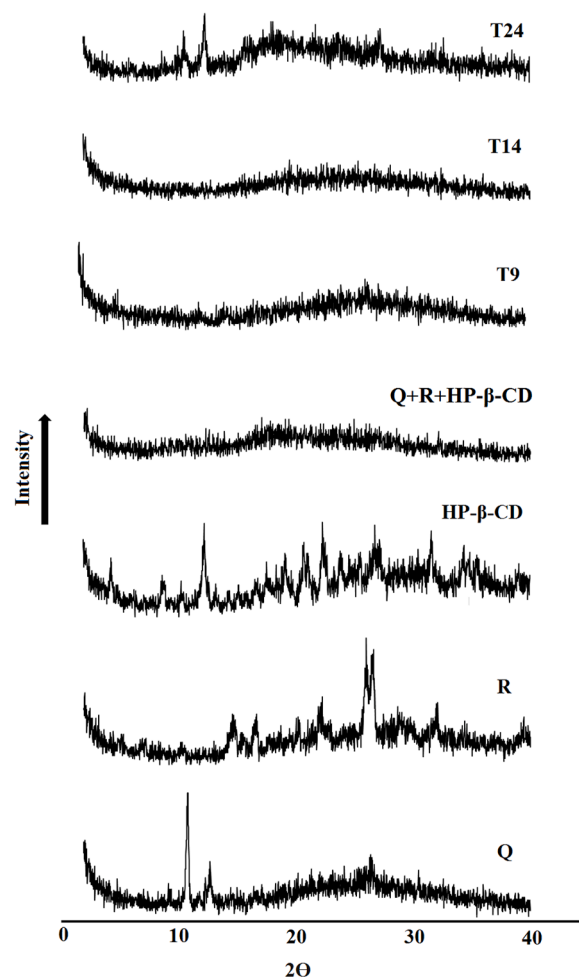 T24
T14
T9
Q+R+HP-β-CD
Intensity
HP-β-CD
R
Q
0 10 20 30 40
2Θ